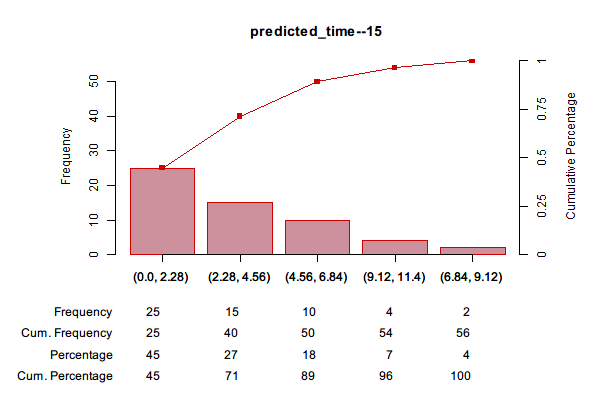 predicted_time--15
Frequency
0
10
20
30
40
50
0
0.25
0.5
0.75
1
Cumulative Percentage
(0.0, 2.28) (2.28, 4.56) (4.56, 6.84) (9.12, 11.4) (6.84, 9.12)
Frequency 25 15 10 4 2
Cum. Frequency 25 40 50 54 56
Percentage 45 27 18 7 4
Cum. Percentage 45 71 89 96 100